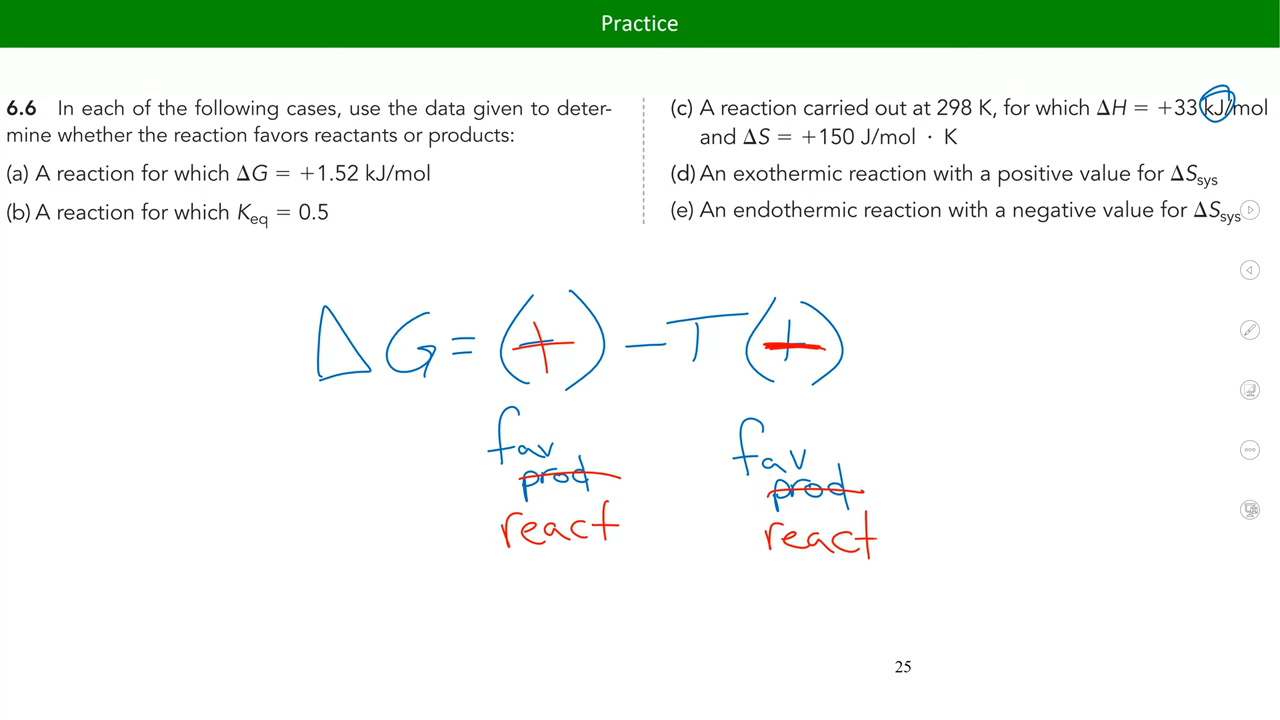 Practice
6.6 In each of the following cases, use the data given to deter-
mine whether the reaction favors reactants or products:
(a) A reaction for which ΔG = +1.52 kJ/mol
(b) A reaction for which Keq = 0.5
(c) A reaction carried out at 298 K, for which ΔH = +33 kJ/mol
and ΔS = +150 J/mol · K
(d) An exothermic reaction with a positive value for ΔSsys
(e) An endothermic reaction with a negative value for ΔSsys
ΔG = (+) – T (+)
fav fav
prod prod
react react
25